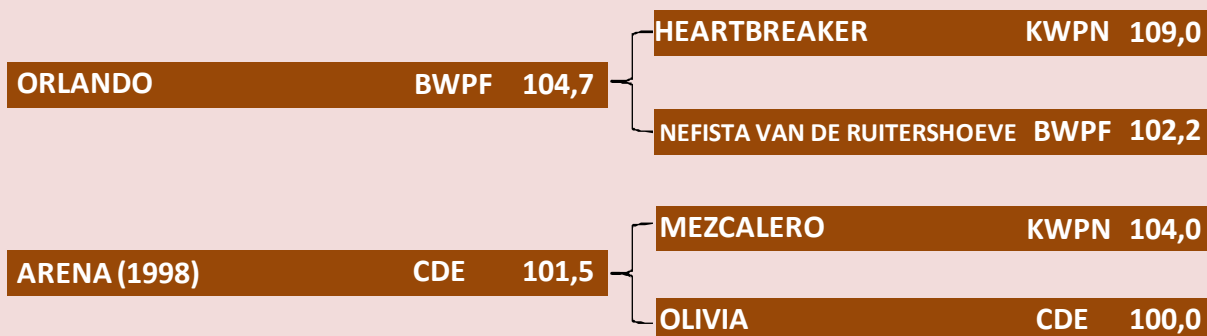 HEARTBREAKER KWPN 109,0
ORLANDO BWPF 104,7
NEFISTA VAN DE RUITERSHOEVE BWPF 102,2
MEZCALERO KWPN 104,0
ARENA (1998) CDE 101,5
OLIVIA CDE 100,0